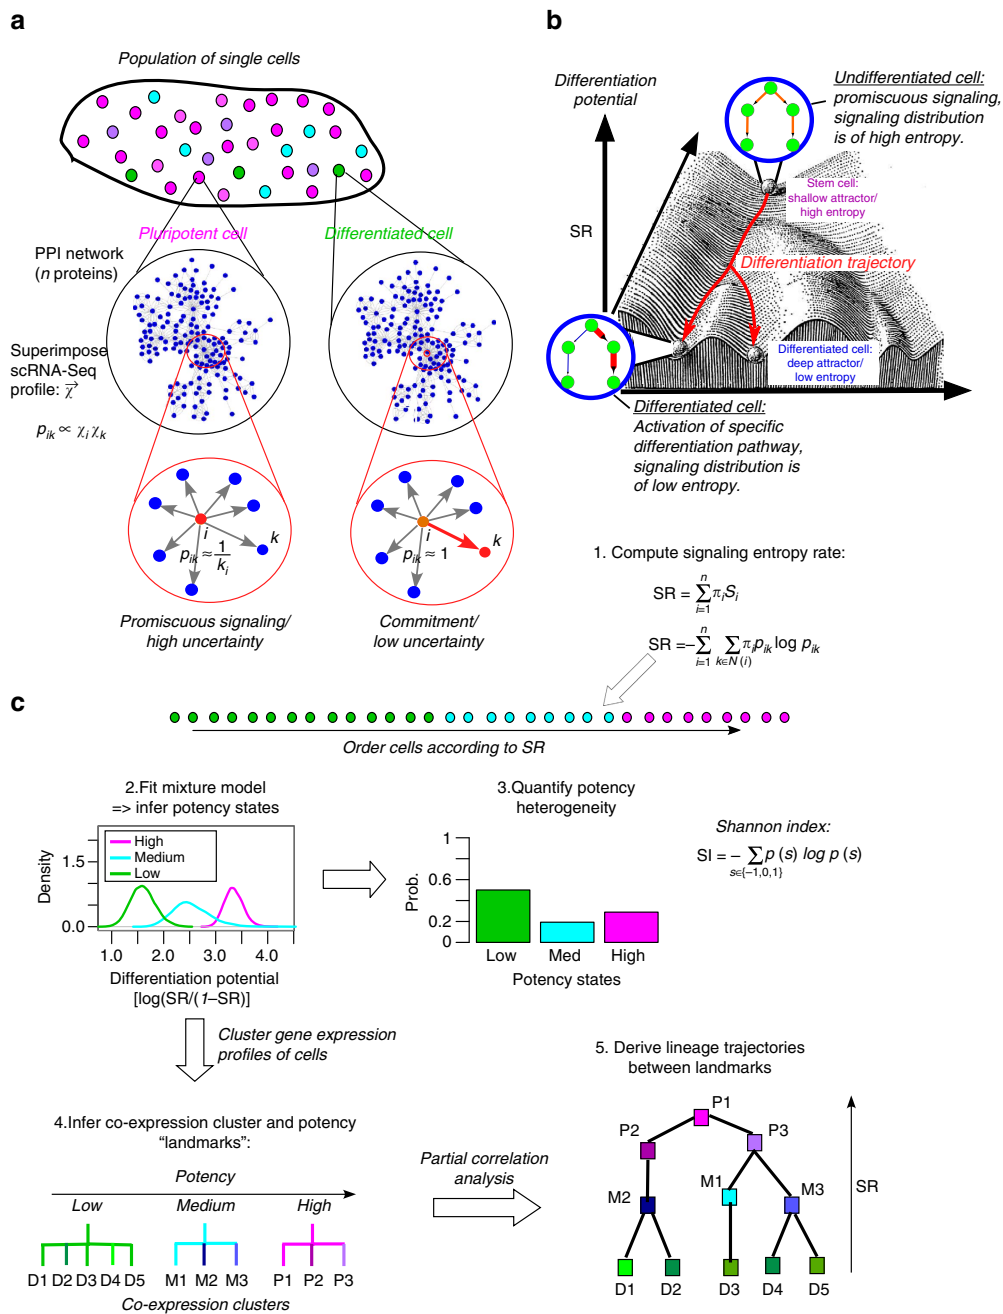 a
Population of single cells
Pluripotent cell
Differentiated cell
PPI network
(n proteins)
Superimpose
scRNA-Seq
profile: χ⃗
p_ik ∝ χ_i χ_k
i
k
p_ik ≈ 1/k_i
i
k
p_ik ≈ 1
Promiscuous signaling/
high uncertainty
Commitment/
low uncertainty
b
Differentiation
potential
SR
Undifferentiated cell:
promiscuous signaling,
signaling distribution
is of high entropy.
Stem cell:
shallow attractor/
high entropy
Differentiation trajectory
Differentiated cell:
deep attractor/
low entropy
Differentiated cell:
Activation of specific
differentiation pathway,
signaling distribution is
of low entropy.
1. Compute signaling entropy rate:
SR = ∑_{i=1}^{n} π_i S_i
SR = −∑_{i=1}^{n} ∑_{k∈N(i)} π_i p_ik log p_ik
c
Order cells according to SR
2.Fit mixture model
=> infer potency states
High
Medium
Low
Density
1.5
0.0
1.0 2.0 3.0 4.0
Differentiation potential
[log(SR/(1–SR)]
3.Quantify potency
heterogeneity
Prob.
1
0.6
0.2
0
Low Med High
Potency states
Shannon index:
SI = − ∑_{s∈{−1,0,1}} p (s) log p (s)
Cluster gene expression
profiles of cells
4.Infer co-expression cluster and potency
“landmarks”:
Potency
Low Medium High
D1 D2 D3 D4 D5 M1 M2 M3 P1 P2 P3
Co-expression clusters
Partial correlation
analysis
5. Derive lineage trajectories
between landmarks
P1
P2 P3
M2 M1 M3
D1 D2 D3 D4 D5
SR